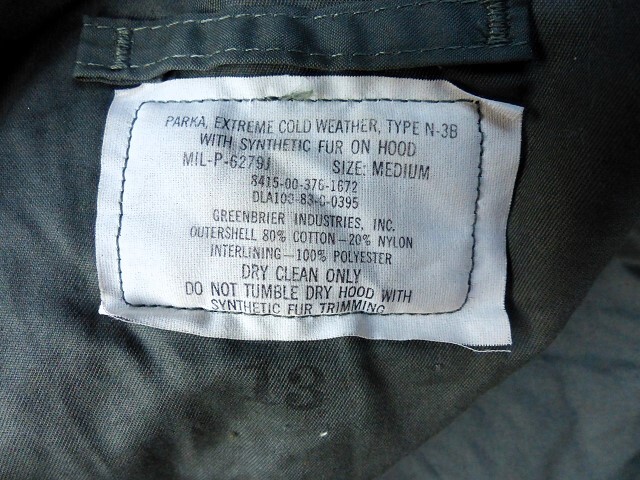 PARKA, EXTREME COLD WEATHER, TYPE N-3B
WITH SYNTHETIC FUR ON HOOD
MIL-P-6279J SIZE: MEDIUM
8415-00-376-1672
DLA100-83-C-0395
GREENBRIER INDUSTRIES, INC.
OUTERSHELL 80% COTTON—20% NYLON
INTERLINING—100% POLYESTER
DRY CLEAN ONLY
DO NOT TUMBLE DRY HOOD WITH
SYNTHETIC FUR TRIMMING
13